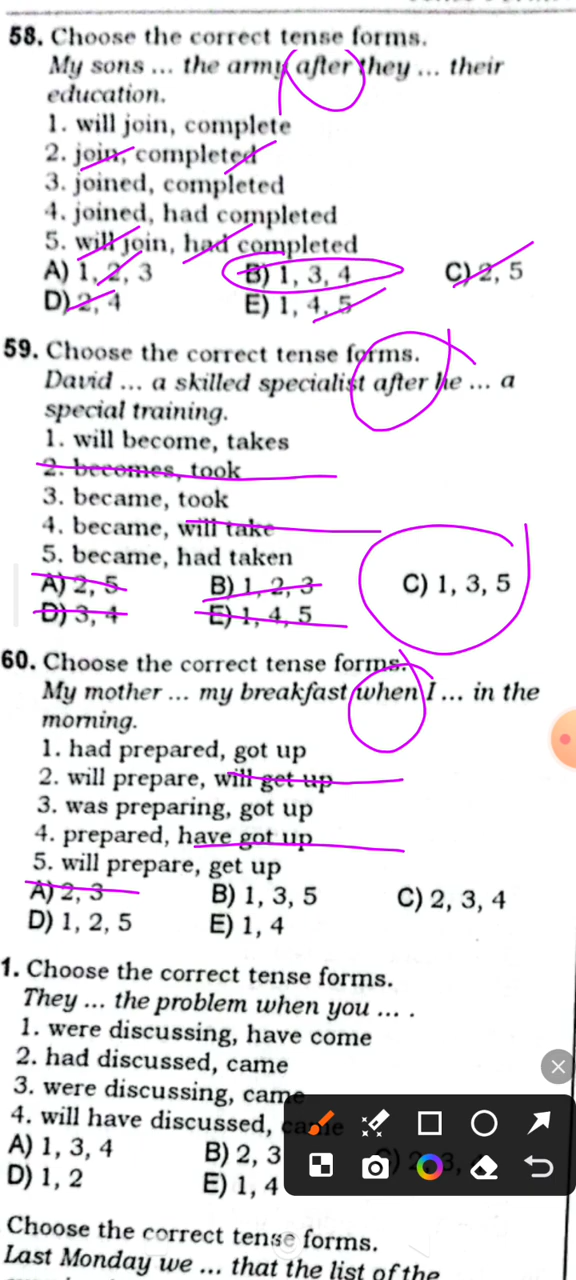 58. Choose the correct tense forms.
My sons ... the army after they ... their
education.
1. will join, complete
2. join, completed
3. joined, completed
4. joined, had completed
5. will join, had completed
A) 1, 2, 3 B) 1, 3, 4 C) 2, 5
D) 2, 4 E) 1, 4, 5
59. Choose the correct tense forms.
David ... a skilled specialist after he ... a
special training.
1. will become, takes
2. becomes, took
3. became, took
4. became, will take
5. became, had taken
A) 2, 5 B) 1, 2, 3 C) 1, 3, 5
D) 3, 4 E) 1, 4, 5
60. Choose the correct tense forms.
My mother ... my breakfast when I ... in the
morning.
1. had prepared, got up
2. will prepare, will get up
3. was preparing, got up
4. prepared, have got up
5. will prepare, get up
A) 2, 3 B) 1, 3, 5 C) 2, 3, 4
D) 1, 2, 5 E) 1, 4
1. Choose the correct tense forms.
They ... the problem when you ... .
1. were discussing, have come
2. had discussed, came
3. were discussing, came
4. will have discussed, came
A) 1, 3, 4 B) 2, 3
D) 1, 2 E) 1, 4
Choose the correct tense forms.
Last Monday we ... that the list of the